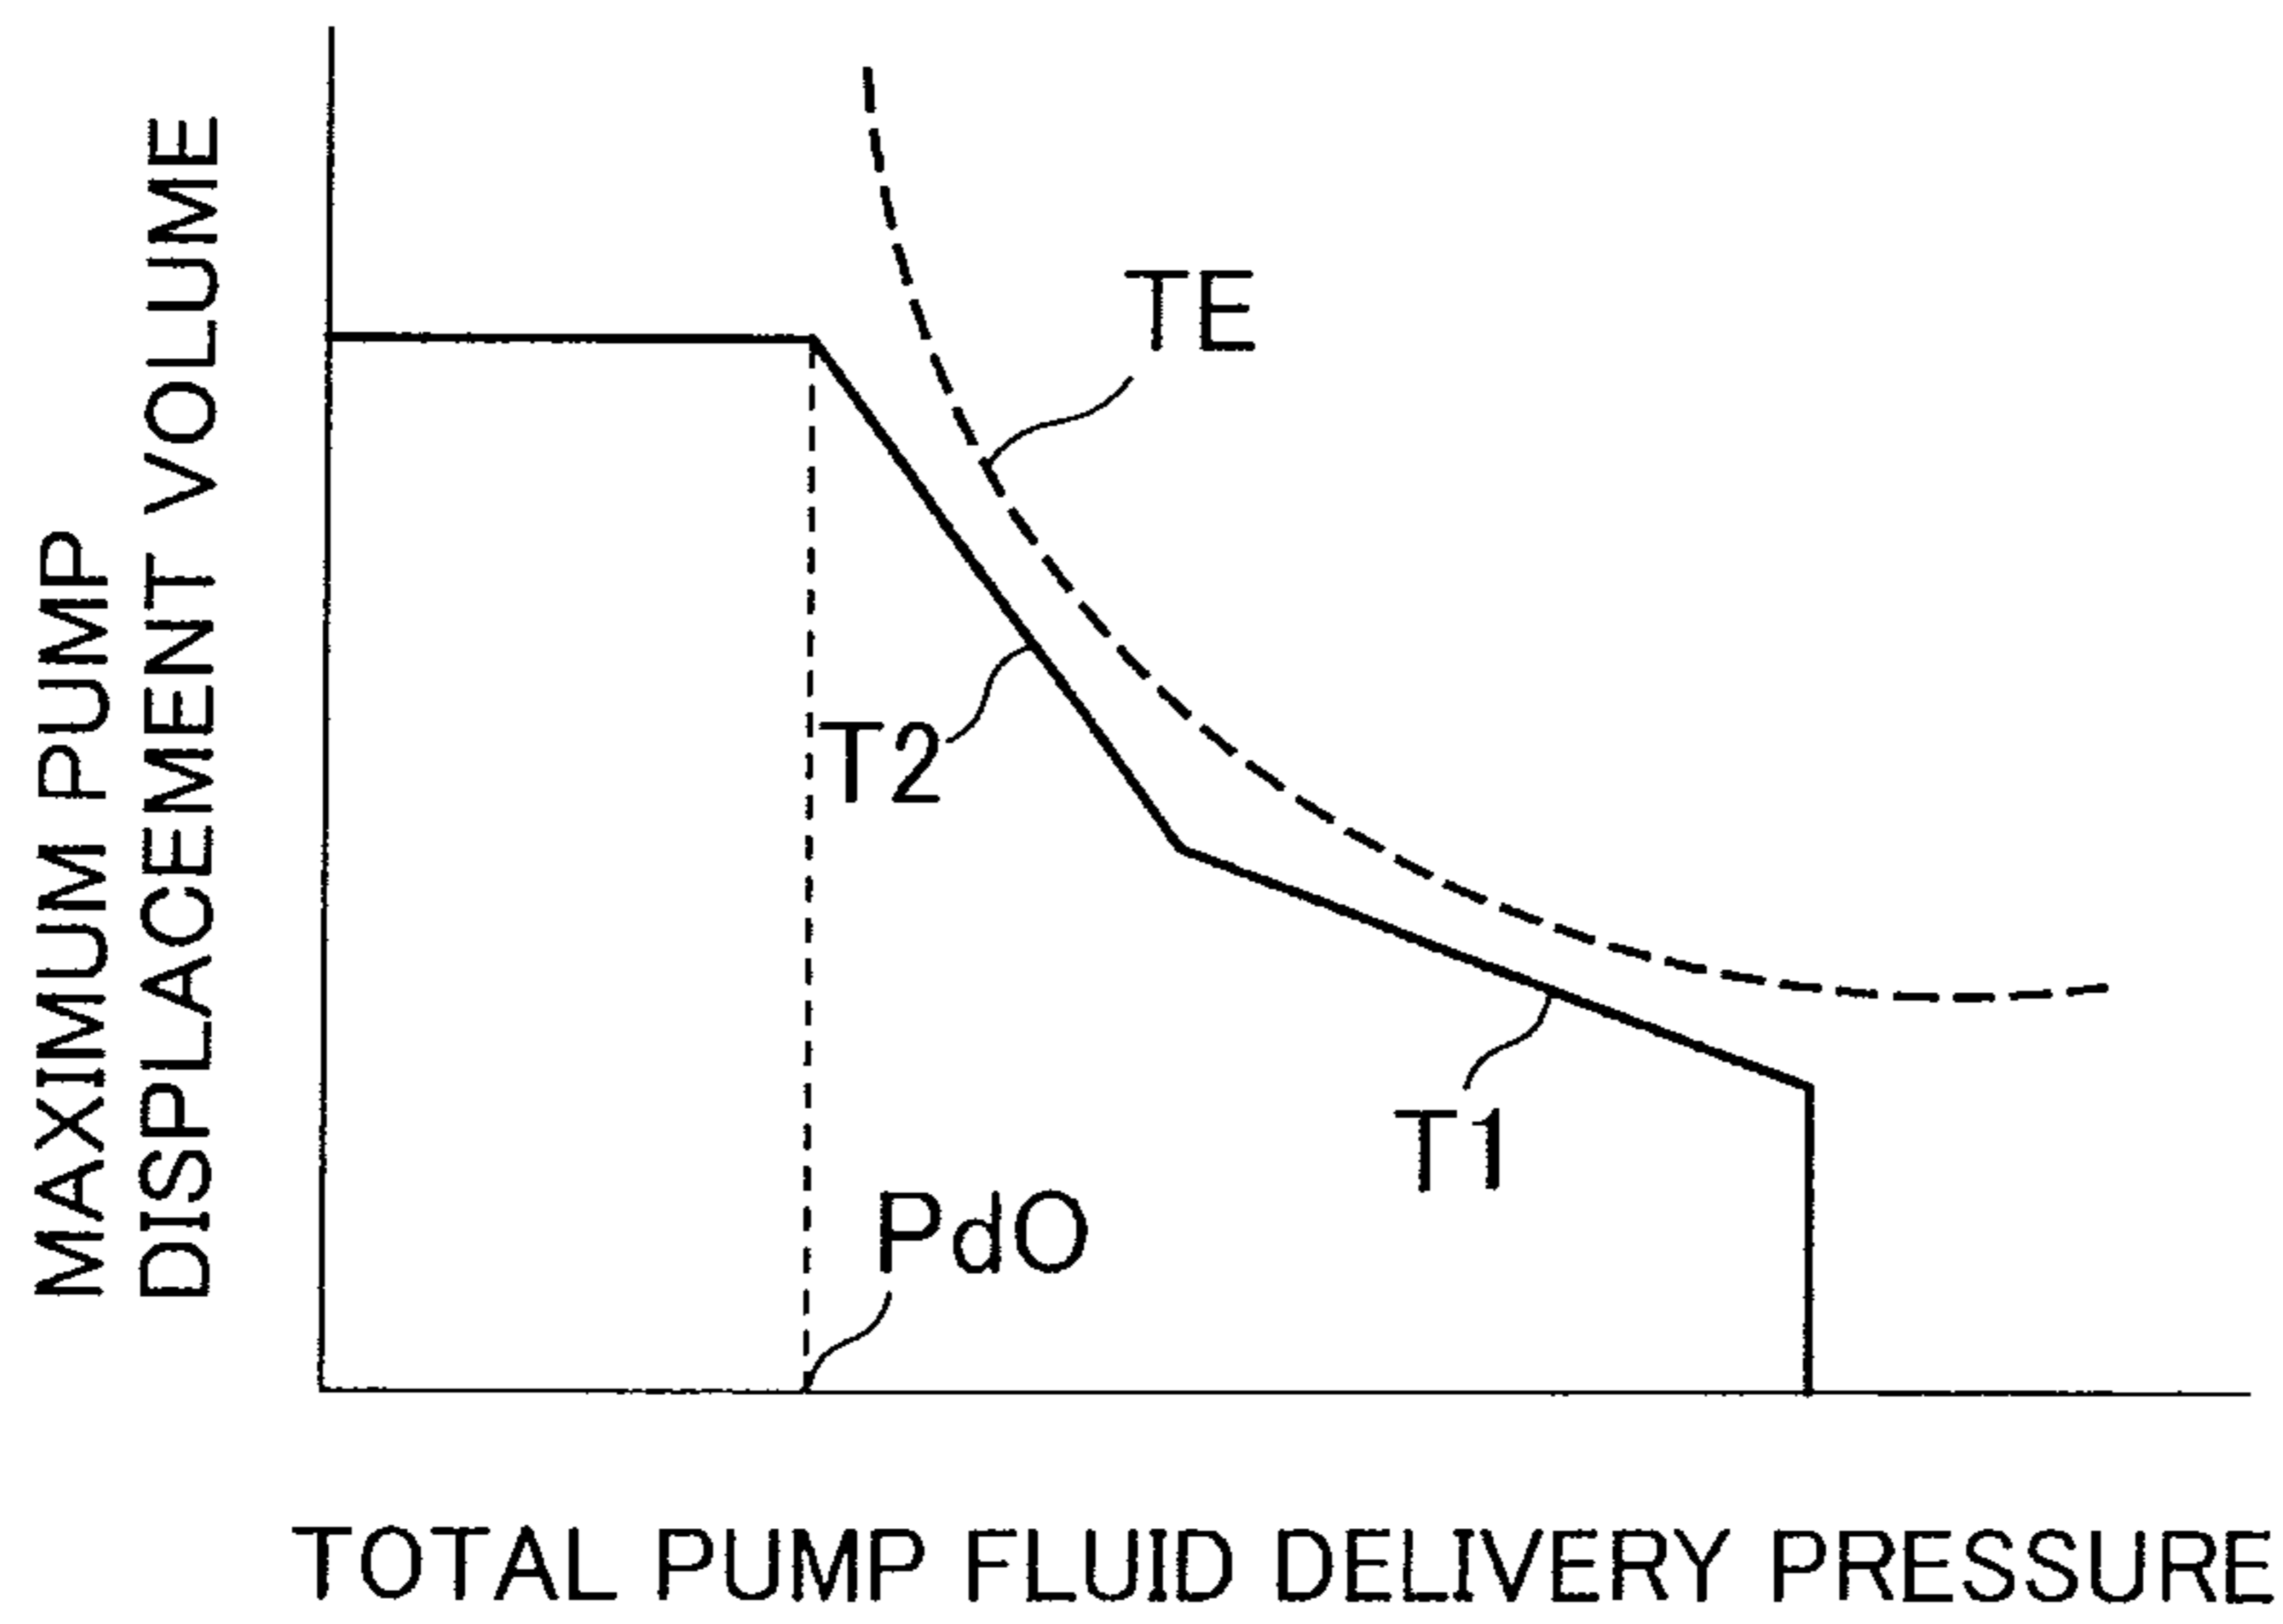 MAXIMUM PUMP
DISPLACEMENT VOLUME
TE
T2
T1
PdO
TOTAL PUMP FLUID DELIVERY PRESSURE